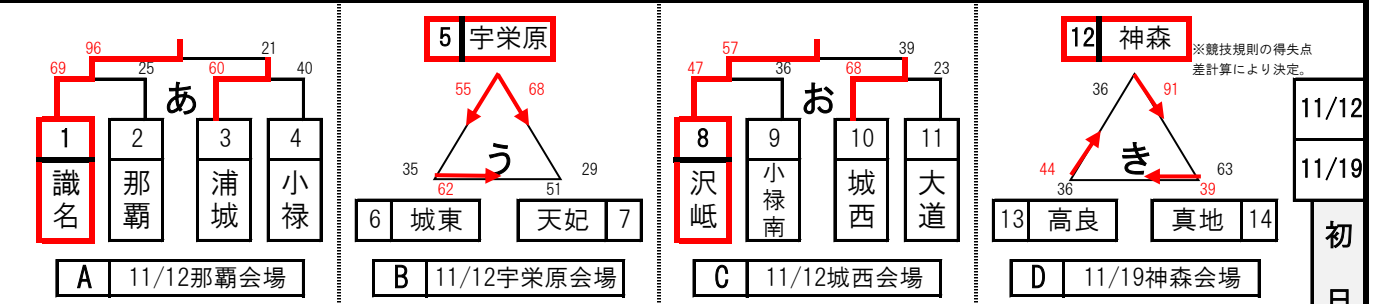 5 宇栄原
12 神森
※競技規則の得失点
差計算により決定。
96 21 57 39
69 25 60 40 55 68 47 36 68 23 36 91
あ う お き
11/12
11/19
1 識名
2 那覇
3 浦城
4 小禄
35 62 51 29
6 城東
天妃 7
8 沢岻
9 小禄南
10 城西
11 大道
44 36 39 63
13 高良
真地 14
初
A 11/12那覇会場
B 11/12宇栄原会場
C 11/12城西会場
D 11/19神森会場